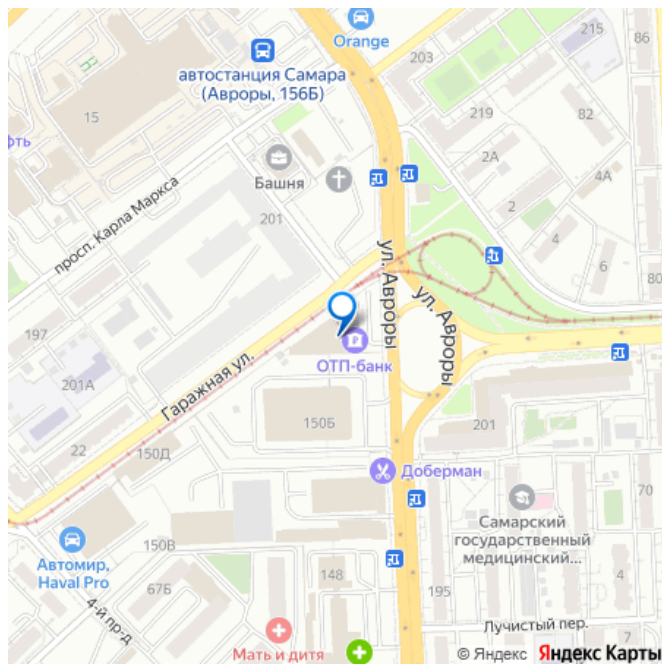 Orange
215
86
203
автостанция Самара
(Авроры, 156Б)
15
219
82
фть
2А
Башня
4А
просп. Карла Маркса
201
2
4
6
80
ул. Авроры
ул. Авроры
197
ОТП-банк
Гаражная ул.
201А
150Б
201
22
150Д
Доберман
70
Самарский
государственный
медицинский...
150В
Автомир,
Haval Pro
67Б
148
195
4
4-й пр-д
Лучистый пер.
7
Мать и дитя
© Яндекс Яндекс Карты